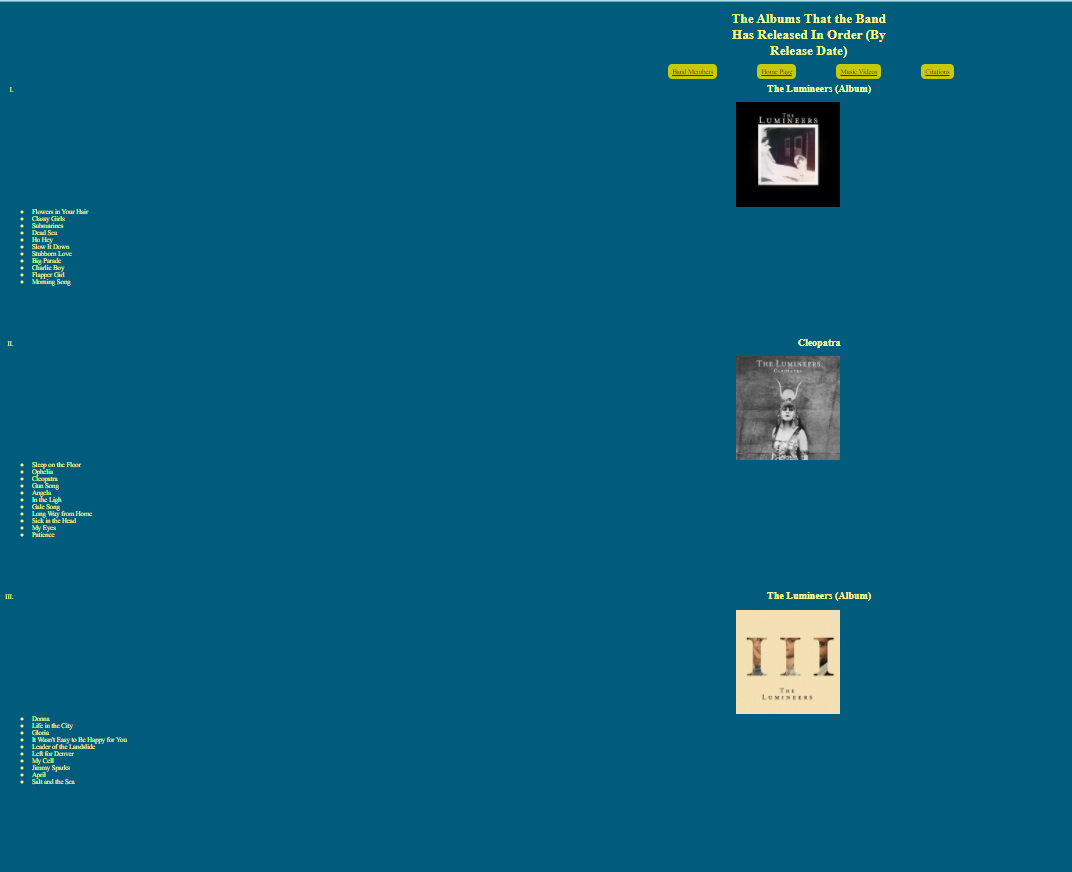 The Albums That the Band
Has Released In Order (By
Release Date)
Band Members Home Page Music Videos Citations
I. The Lumineers (Album)
THE
LUMINEERS
Flowers in Your Hair
Classy Girls
Submarines
Dead Sea
Ho Hey
Slow It Down
Stubborn Love
Big Parade
Charlie Boy
Flapper Girl
Morning Song
II. Cleopatra
THE LUMINEERS
CLEOPATRA
Sleep on the Floor
Ophelia
Cleopatra
Gun Song
Angela
In the Ligh
Gale Song
Long Way from Home
Sick in the Head
My Eyes
Patience
III. The Lumineers (Album)
III
THE
LUMINEERS
Donna
Life in the City
Gloria
It Wasn't Easy to Be Happy for You
Leader of the Landslide
Left for Denver
My Cell
Jimmy Sparks
April
Salt and the Sea